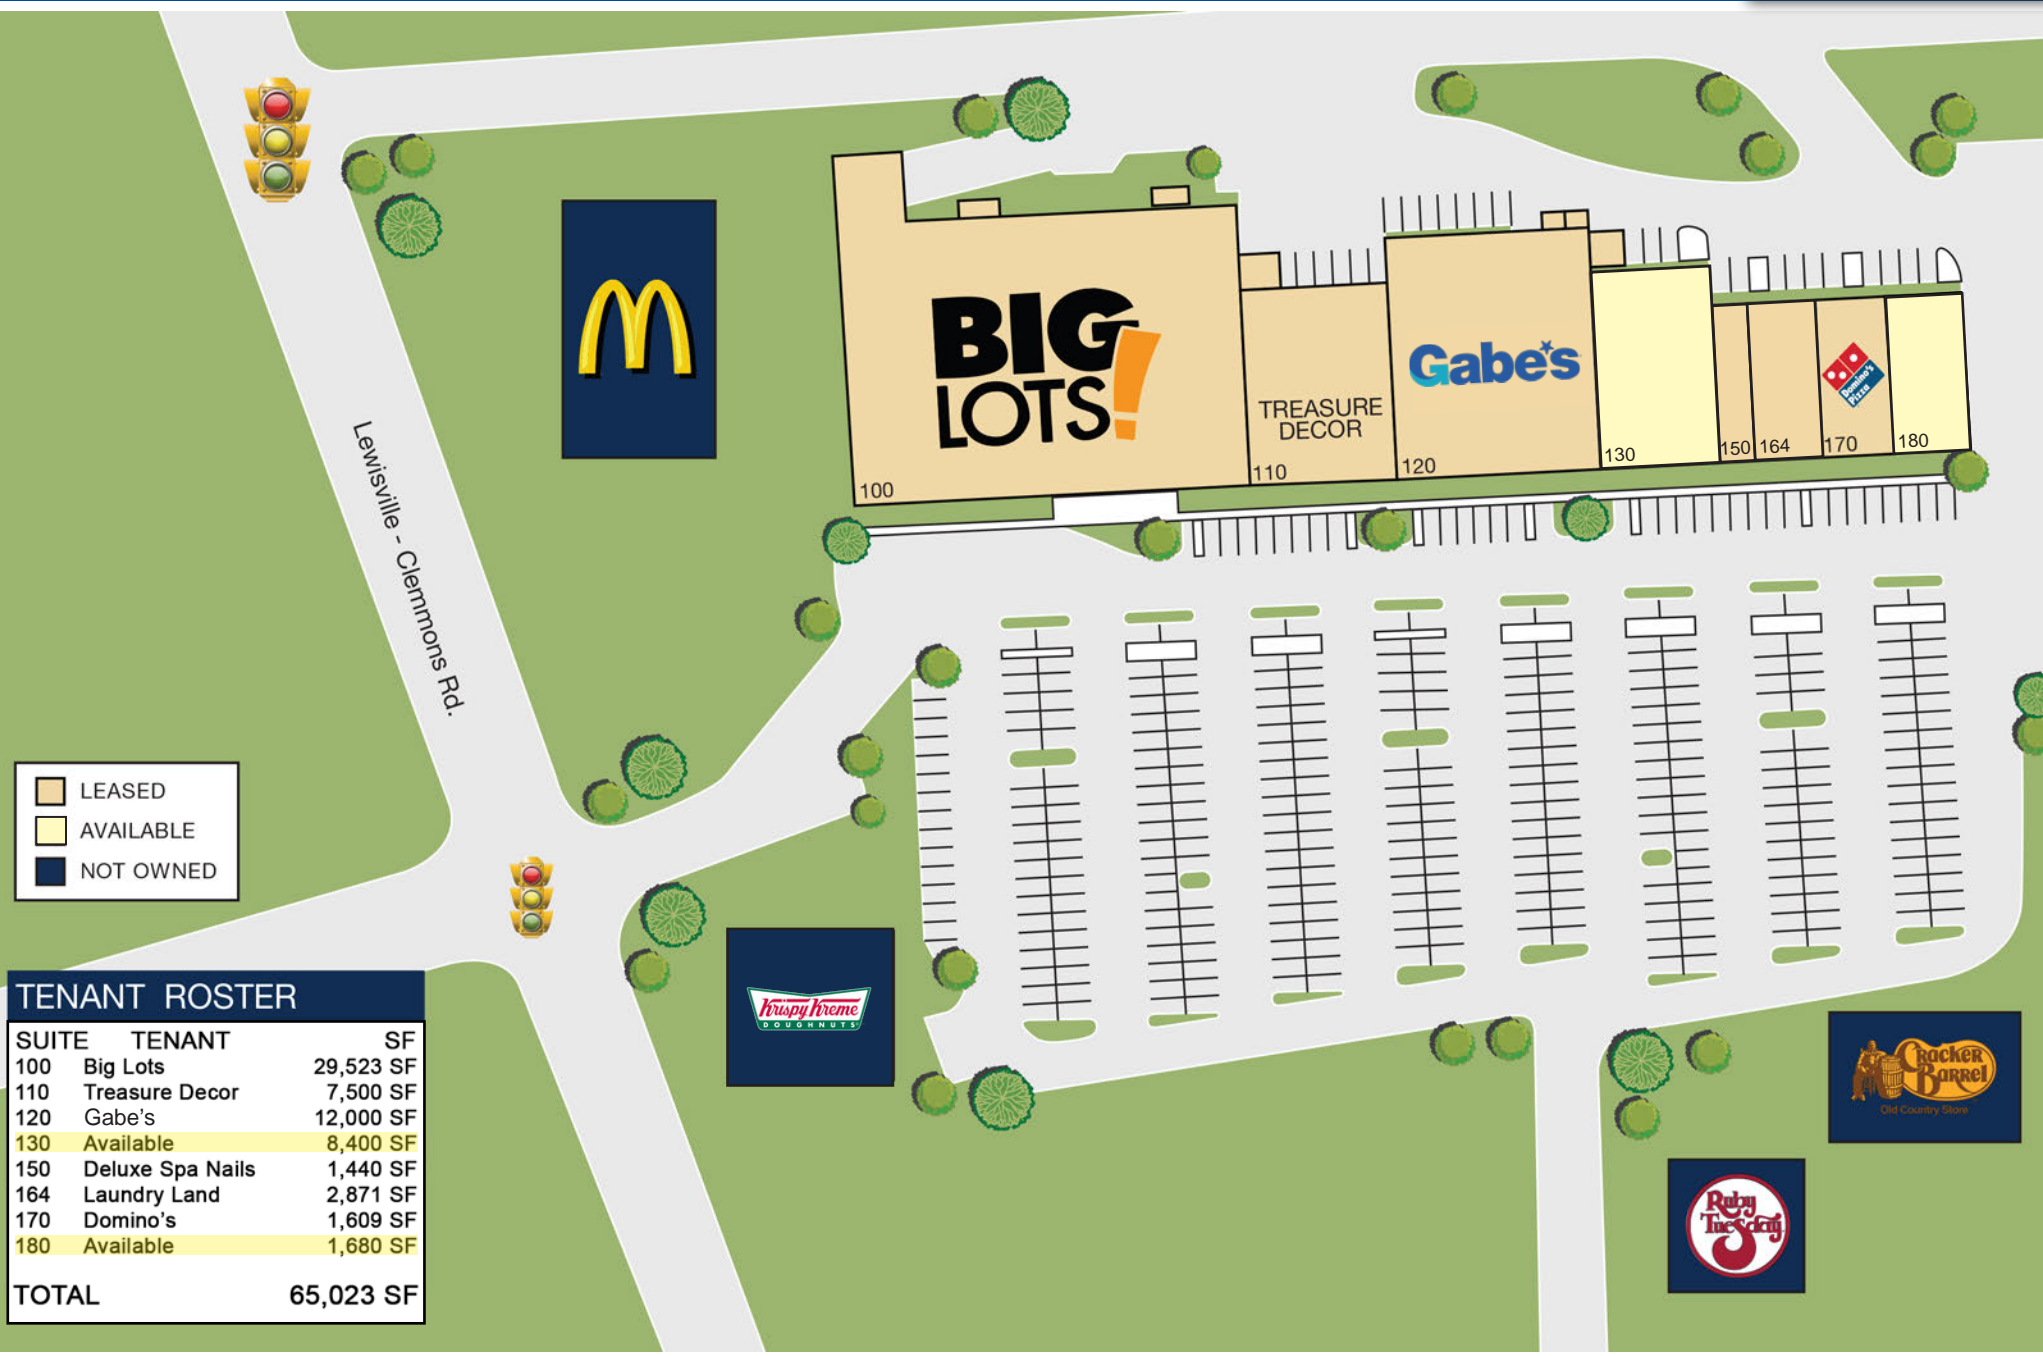 BIG
LOTS!
TREASURE
DECOR
Gabe's
Domino's
Pizza
100
110
120
130
150
164
170
180
Lewisville - Clemmons Rd.
LEASED
AVAILABLE
NOT OWNED
Krispy Kreme
DOUGHNUTS
Cracker
Barrel
Old Country Store
Ruby
Tuesday
TENANT ROSTER
SUITE TENANT SF
100 Big Lots 29,523 SF
110 Treasure Decor 7,500 SF
120 Gabe's 12,000 SF
130 Available 8,400 SF
150 Deluxe Spa Nails 1,440 SF
164 Laundry Land 2,871 SF
170 Domino's 1,609 SF
180 Available 1,680 SF
TOTAL 65,023 SF